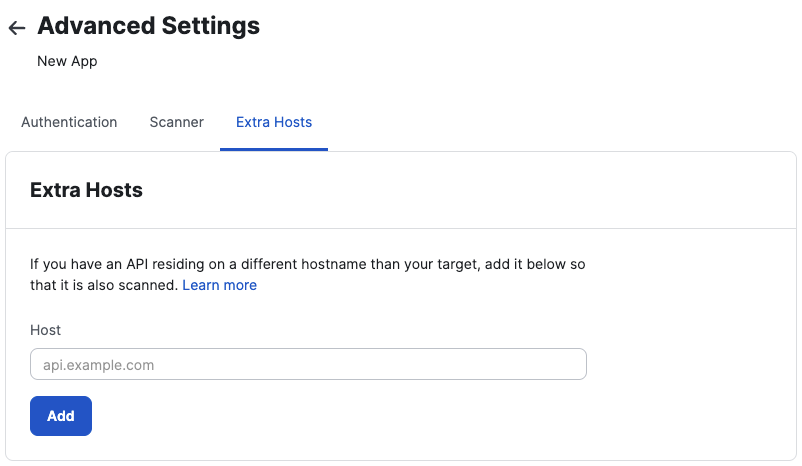 Advanced Settings
New App
Authentication Scanner Extra Hosts
Extra Hosts
If you have an API residing on a different hostname than your target, add it below so
that it is also scanned. Learn more
Host
api.example.com
Add